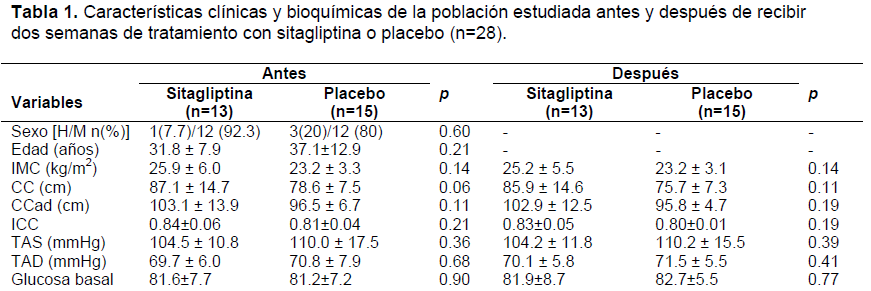 Tabla 1. Características clínicas y bioquímicas de la población estudiada antes y después de recibir
dos semanas de tratamiento con sitagliptina o placebo (n=28).
Variables Antes p Después p
Sitagliptina (n=13) Placebo (n=15) Sitagliptina (n=13) Placebo (n=15)
Sexo [H/M n(%)] 1(7.7)/12 (92.3) 3(20)/12 (80) 0.60 - - -
Edad (años) 31.8 ± 7.9 37.1±12.9 0.21 - - -
IMC (kg/m²) 25.9 ± 6.0 23.2 ± 3.3 0.14 25.2 ± 5.5 23.2 ± 3.1 0.14
CC (cm) 87.1 ± 14.7 78.6 ± 7.5 0.06 85.9 ± 14.6 75.7 ± 7.3 0.11
CCad (cm) 103.1 ± 13.9 96.5 ± 6.7 0.11 102.9 ± 12.5 95.8 ± 4.7 0.19
ICC 0.84±0.06 0.81±0.04 0.21 0.83±0.05 0.80±0.01 0.19
TAS (mmHg) 104.5 ± 10.8 110.0 ± 17.5 0.36 104.2 ± 11.8 110.2 ± 15.5 0.39
TAD (mmHg) 69.7 ± 6.0 70.8 ± 7.9 0.68 70.1 ± 5.8 71.5 ± 5.5 0.41
Glucosa basal 81.6±7.7 81.2±7.2 0.90 81.9±8.7 82.7±5.5 0.77